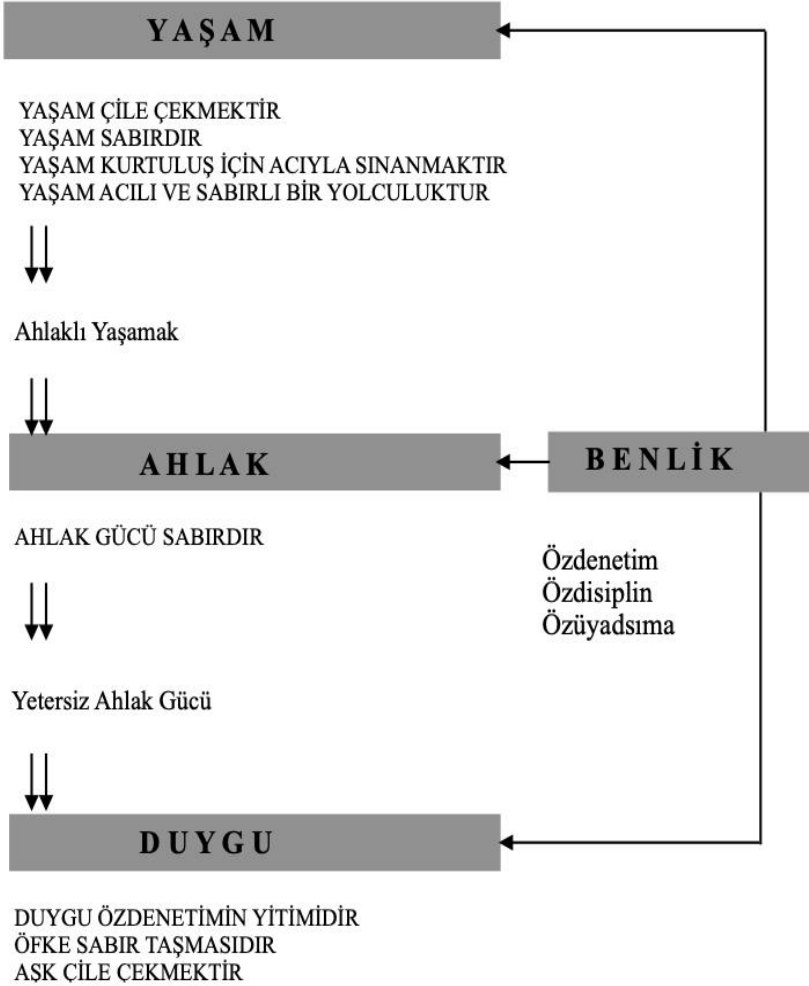 YAŞAM
YAŞAM ÇİLE ÇEKMEKTİR
YAŞAM SABIRDIR
YAŞAM KURTULUŞ İÇİN ACIYLA SINANMAKTIR
YAŞAM ACILI VE SABIRLI BİR YOLCULUKTUR
Ahlaklı Yaşamak
AHLAK
BENLİK
AHLAK GÜCÜ SABIRDIR
Özdenetim
Özdisiplin
Özüyadsıma
Yetersiz Ahlak Gücü
DUYGU
DUYGU ÖZDENETİMİN YİTİMİDİR
ÖFKE SABIR TAŞMASIDIR
AŞK ÇİLE ÇEKMEKTİR